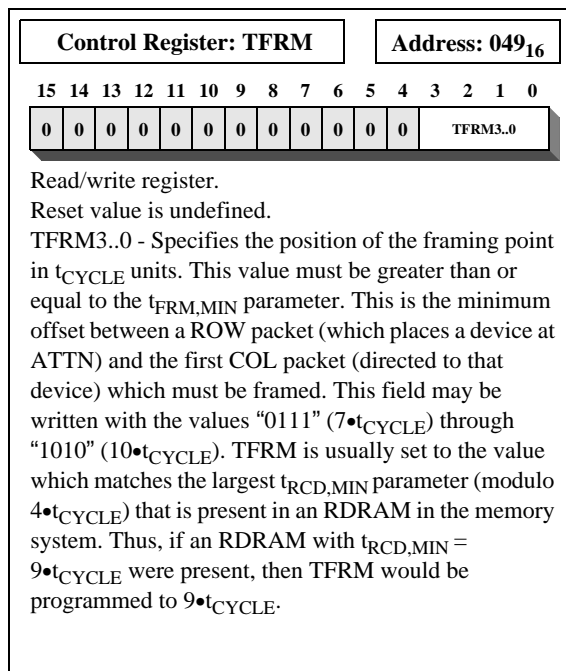 Control Register: TFRM
Address: 049₁₆
15 14 13 12 11 10 9 8 7 6 5 4 3 2 1 0
0 0 0 0 0 0 0 0 0 0 0 0 TFRM3..0
Read/write register.
Reset value is undefined.
TFRM3..0 - Specifies the position of the framing point
in tCYCLE units. This value must be greater than or
equal to the tFRM,MIN parameter. This is the minimum
offset between a ROW packet (which places a device at
ATTN) and the first COL packet (directed to that
device) which must be framed. This field may be
written with the values “0111” (7•tCYCLE) through
“1010” (10•tCYCLE). TFRM is usually set to the value
which matches the largest tRCD,MIN parameter (modulo
4•tCYCLE) that is present in an RDRAM in the memory
system. Thus, if an RDRAM with tRCD,MIN =
9•tCYCLE were present, then TFRM would be
programmed to 9•tCYCLE.